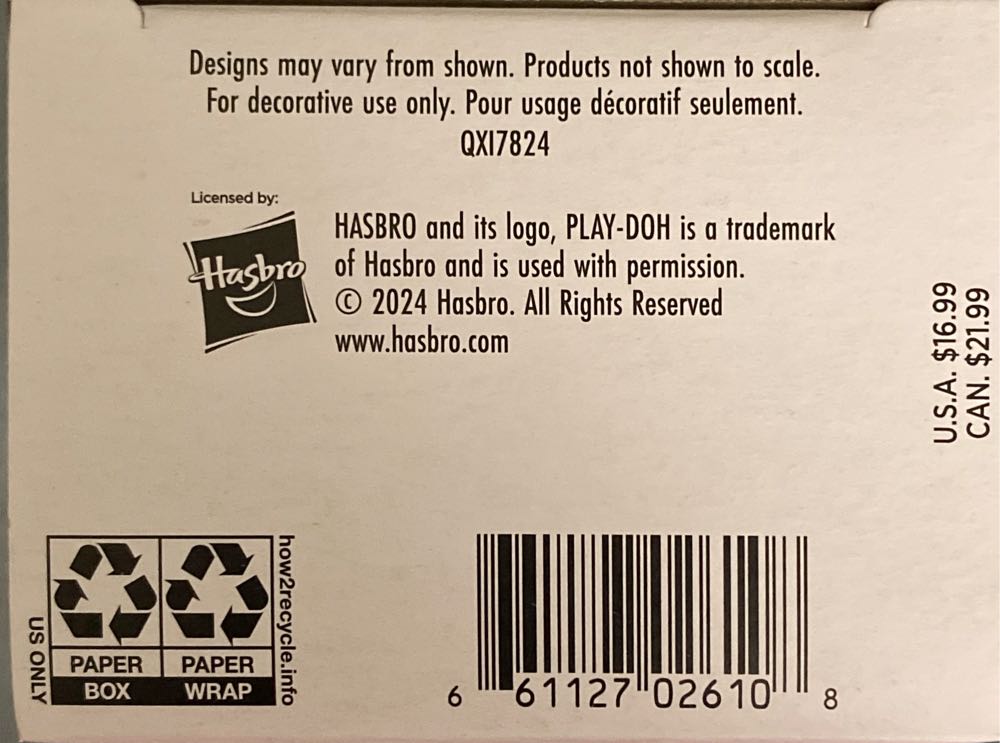 Designs may vary from shown. Products not shown to scale.
For decorative use only. Pour usage décoratif seulement.
QXI7824
Licensed by:
Hasbro
HASBRO and its logo, PLAY-DOH is a trademark
of Hasbro and is used with permission.
© 2024 Hasbro. All Rights Reserved
www.hasbro.com
U.S.A. $16.99
CAN. $21.99
US ONLY
PAPER
BOX
PAPER
WRAP
how2recycle.info
6 61127 02610 8